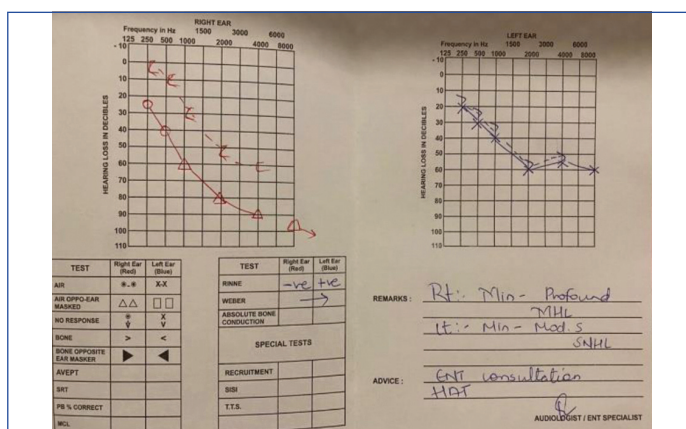 RIGHT EAR
Frequency in Hz 1500 3000 6000
125 250 500 1000 2000 4000 8000
- 10
0
10
20
30
40
50
60
70
80
90
100
110
HEARING LOSS IN DECIBLES
LEFT EAR
Frequency in Hz 1500 3000 6000
125 250 500 1000 2000 4000 8000
- 10
0
10
20
30
40
50
60
70
80
90
100
110
HEARING LOSS IN DECIBLES
TEST Right Ear (Red) Left Ear (Blue)
AIR X-X
AIR OPPO-EAR MASKED
NO RESPONSE X V
BONE > <
BONE OPPOSITE EAR MASKER
AVEPT
SRT
PB % CORRECT
MCL
TEST Right Ear (Red) Left Ear (Blue)
RINNE -ve +ve
WEBER →
ABSOLUTE BONE CONDUCTION
SPECIAL TESTS
RECRUITMENT
SISI
T.T.S.
REMARKS : Rt:- Min - Profound
MHL
Lt:- Min - Mod. S
SNHL
ADVICE : ENT consultation
HAT
AUDIOLOGIST / ENT SPECIALIST